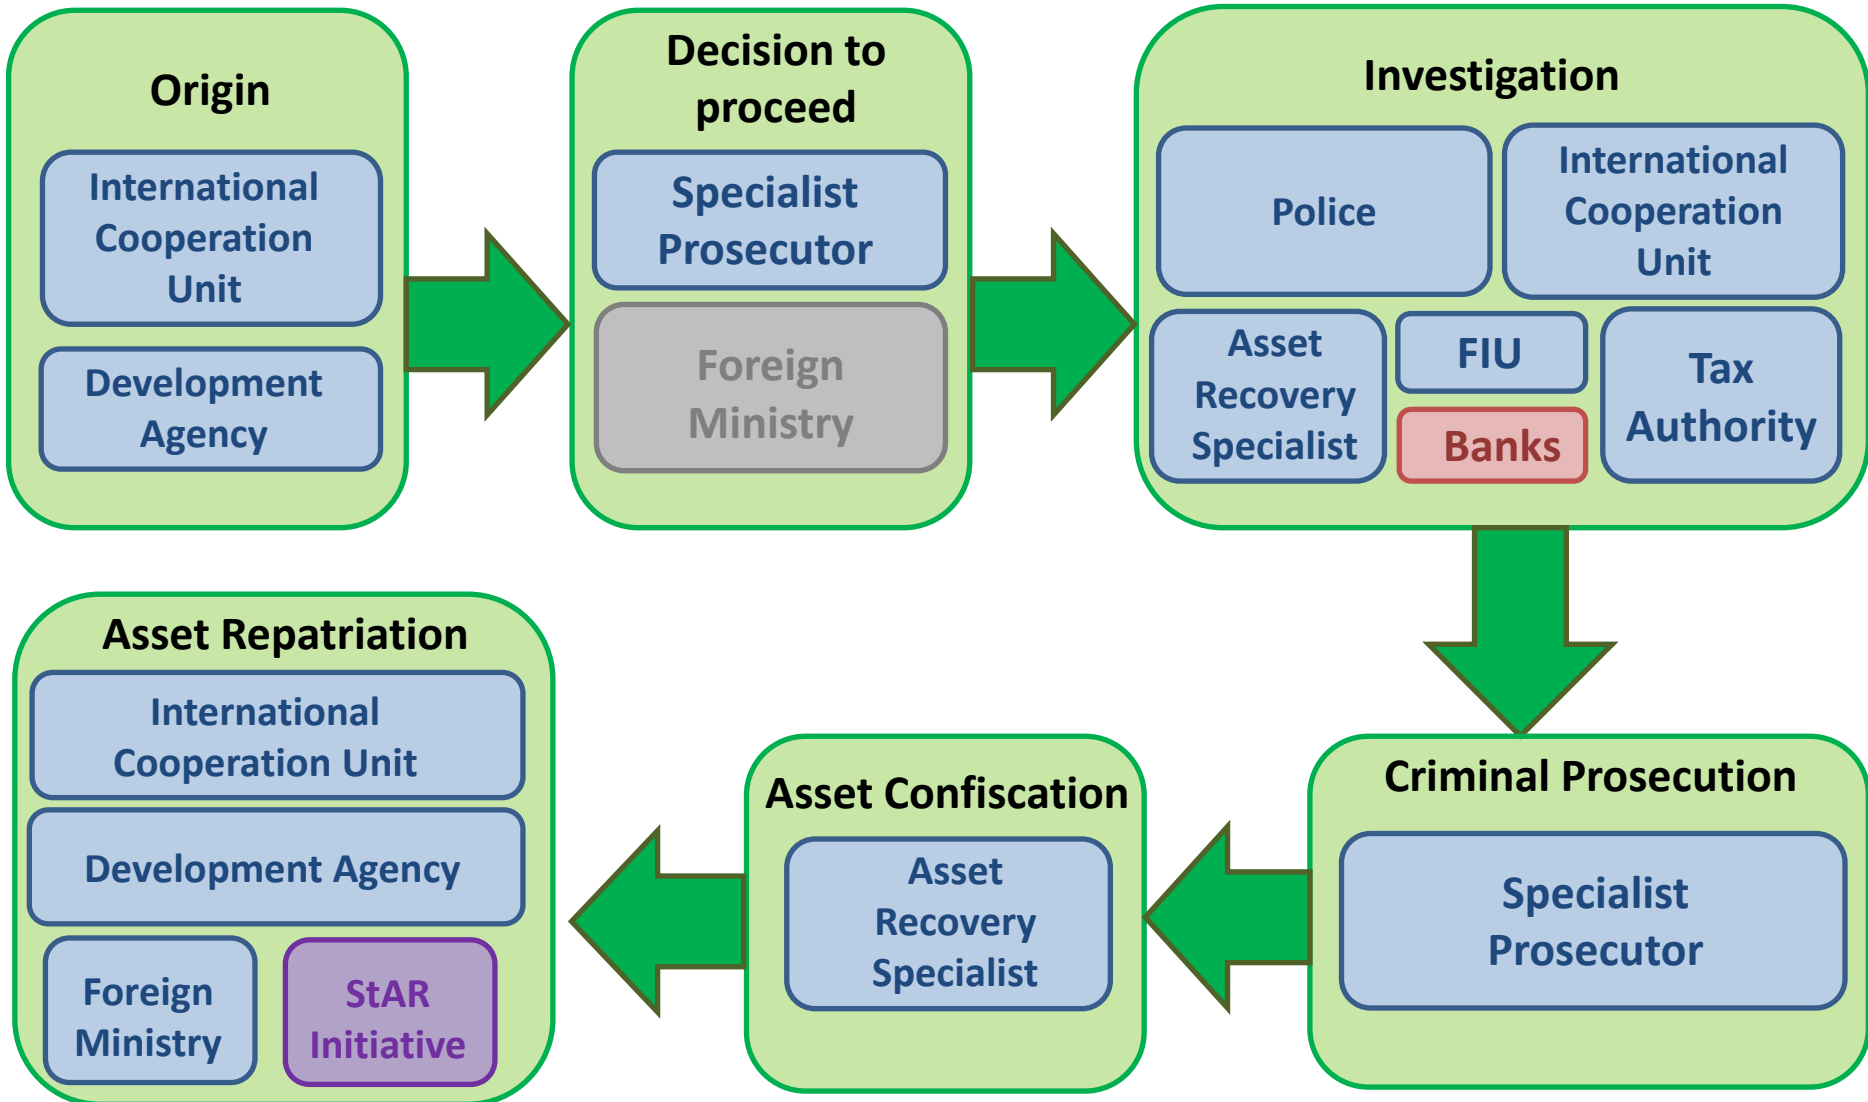 Origin
International
Cooperation
Unit
Development
Agency
Decision to
proceed
Specialist
Prosecutor
Foreign
Ministry
Investigation
Police
International
Cooperation
Unit
Asset
Recovery
Specialist
FIU
Banks
Tax
Authority
Criminal Prosecution
Specialist
Prosecutor
Asset Confiscation
Asset
Recovery
Specialist
Asset Repatriation
International
Cooperation Unit
Development Agency
Foreign
Ministry
StAR
Initiative